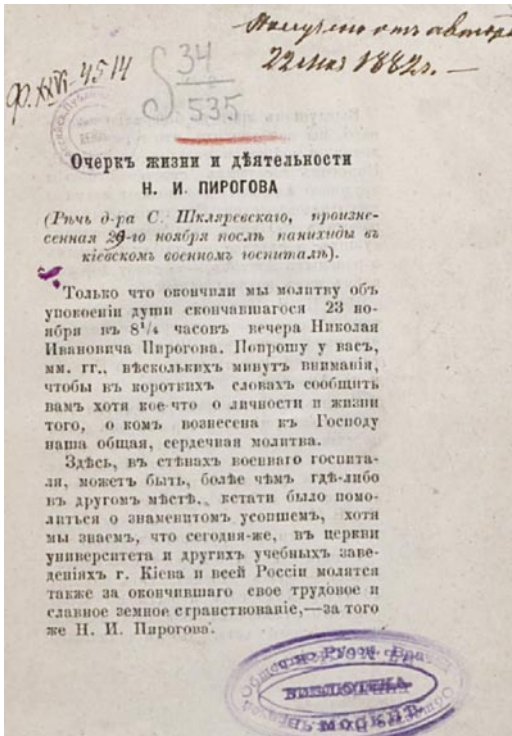 Получено отъ автора
22 мая 1882 г. —
Ф. XXVI-4514
34
535
Очеркъ жизни и дѣятельности
Н. И. ПИРОГОВА
(Рѣчь д-ра С. Шкляревскаго, произне-
сенная 29-го ноября послѣ панихиды въ
кіевскомъ военномъ госпиталѣ).
Только что окончили мы молитву объ
упокоеніи души скончавшагося 23 но-
ября въ 8¹/₄ часовъ вечера Николая
Ивановича Пирогова. Попрошу у васъ,
мм. гг., нѣсколькихъ минутъ вниманія,
чтобы въ короткихъ словахъ сообщить
вамъ хотя кое-что о личности и жизни
того, о комъ вознесена къ Господу
наша общая, сердечная молитва.
Здѣсь, въ стѣнахъ военнаго госпита-
ля, можетъ быть, болѣе чѣмъ гдѣ-либо
въ другомъ мѣстѣ, кстати было помо-
литься о знаменитомъ усопшемъ, хотя
мы знаемъ, что сегодня-же, въ церкви
университета и другихъ учебныхъ заве-
деніяхъ г. Кіева и всей Россіи молятся
также за окончившаго свое трудовое и
славное земное странствованіе,—за того
же Н. И. Пирогова.
БИБЛІОТЕКА